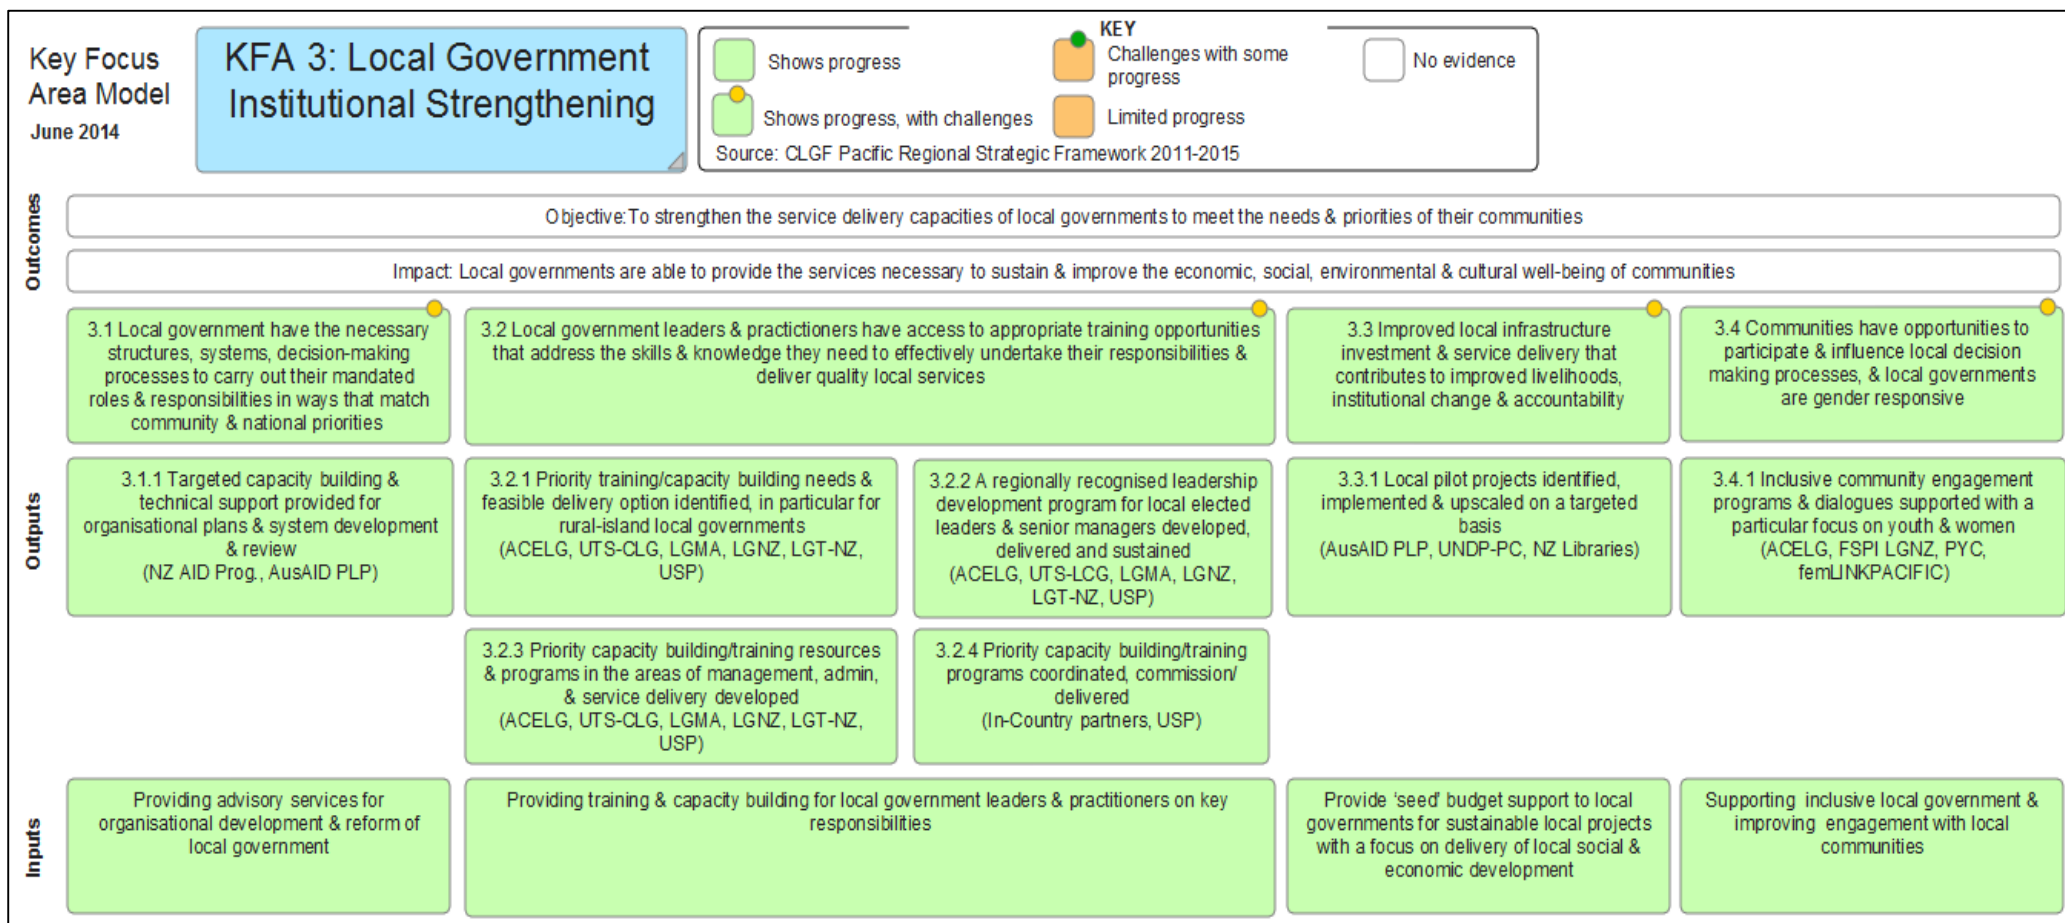 Key Focus
Area Model
June 2014
KFA 3: Local Government
Institutional Strengthening
KEY
Shows progress
Shows progress, with challenges
Challenges with some
progress
Limited progress
No evidence
Source: CLGF Pacific Regional Strategic Framework 2011-2015
Outcomes
Objective:To strengthen the service delivery capacities of local governments to meet the needs & priorities of their communities
Impact: Local governments are able to provide the services necessary to sustain & improve the economic, social, environmental & cultural well-being of communities
3.1 Local government have the necessary
structures, systems, decision-making
processes to carry out their mandated
roles & responsibilities in ways that match
community & national priorities
3.2 Local government leaders & practictioners have access to appropriate training opportunities
that address the skills & knowledge they need to effectively undertake their responsibilities &
deliver quality local services
3.3 Improved local infrastructure
investment & service delivery that
contributes to improved livelihoods,
institutional change & accountability
3.4 Communities have opportunities to
participate & influence local decision
making processes, & local governments
are gender responsive
Outputs
3.1.1 Targeted capacity building &
technical support provided for
organisational plans & system development
& review
(NZ AID Prog., AusAID PLP)
3.2.1 Priority training/capacity building needs &
feasible delivery option identified, in particular for
rural-island local governments
(ACELG, UTS-CLG, LGMA, LGNZ, LGT-NZ,
USP)
3.2.2 A regionally recognised leadership
development program for local elected
leaders & senior managers developed,
delivered and sustained
(ACELG, UTS-LCG, LGMA, LGNZ,
LGT-NZ, USP)
3.3.1 Local pilot projects identified,
implemented & upscaled on a targeted
basis
(AusAID PLP, UNDP-PC, NZ Libraries)
3.4.1 Inclusive community engagement
programs & dialogues supported with a
particular focus on youth & women
(ACELG, FSPI LGNZ, PYC,
femLINKPACIFIC)
3.2.3 Priority capacity building/training resources
& programs in the areas of management, admin,
& service delivery developed
(ACELG, UTS-CLG, LGMA, LGNZ, LGT-NZ,
USP)
3.2.4 Priority capacity building/training
programs coordinated, commission/
delivered
(In-Country partners, USP)
Inputs
Providing advisory services for
organisational development & reform of
local government
Providing training & capacity building for local government leaders & practitioners on key
responsibilities
Provide 'seed' budget support to local
governments for sustainable local projects
with a focus on delivery of local social &
economic development
Supporting inclusive local government &
improving engagement with local
communities